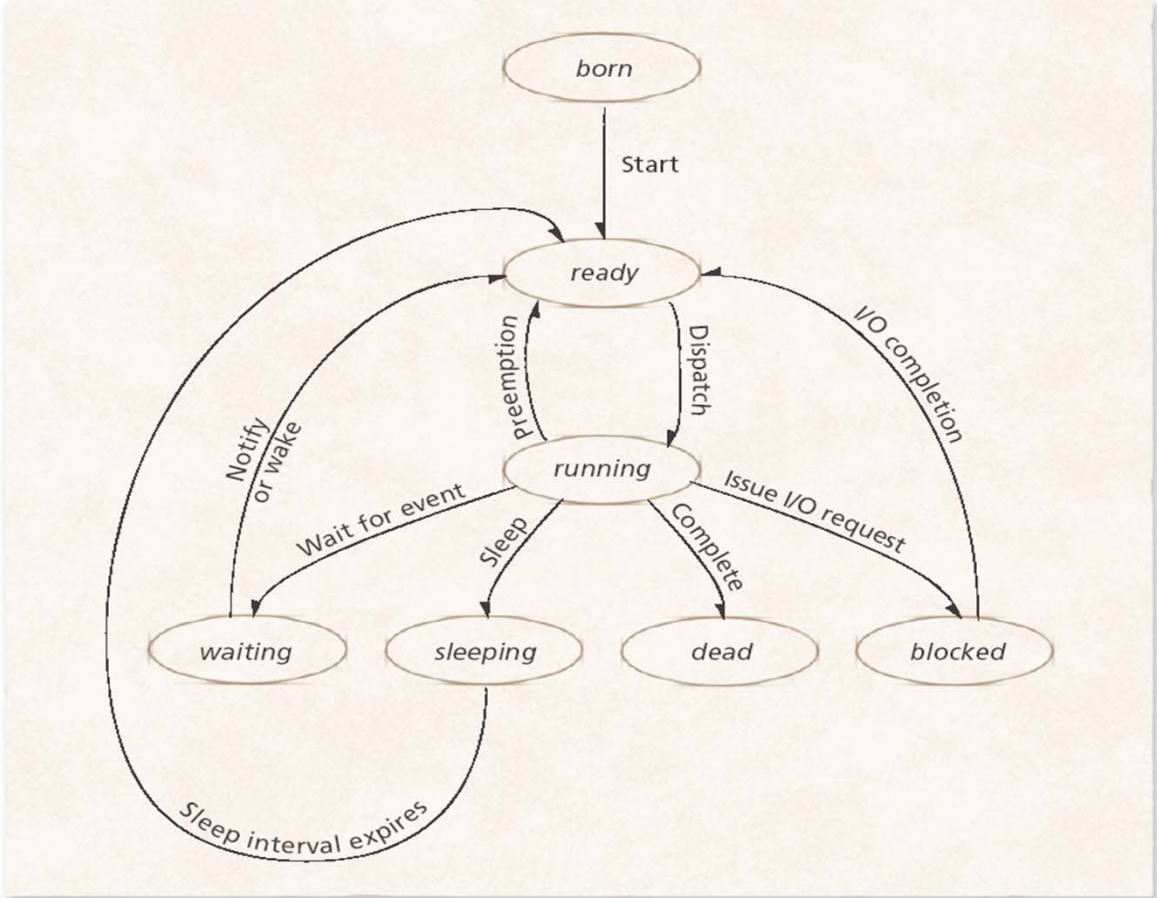 born
Start
ready
Preemption
Dispatch
I/O completion
Notify
or wake
running
Wait for event
Sleep
Complete
Issue I/O request
waiting
sleeping
dead
blocked
Sleep interval expires